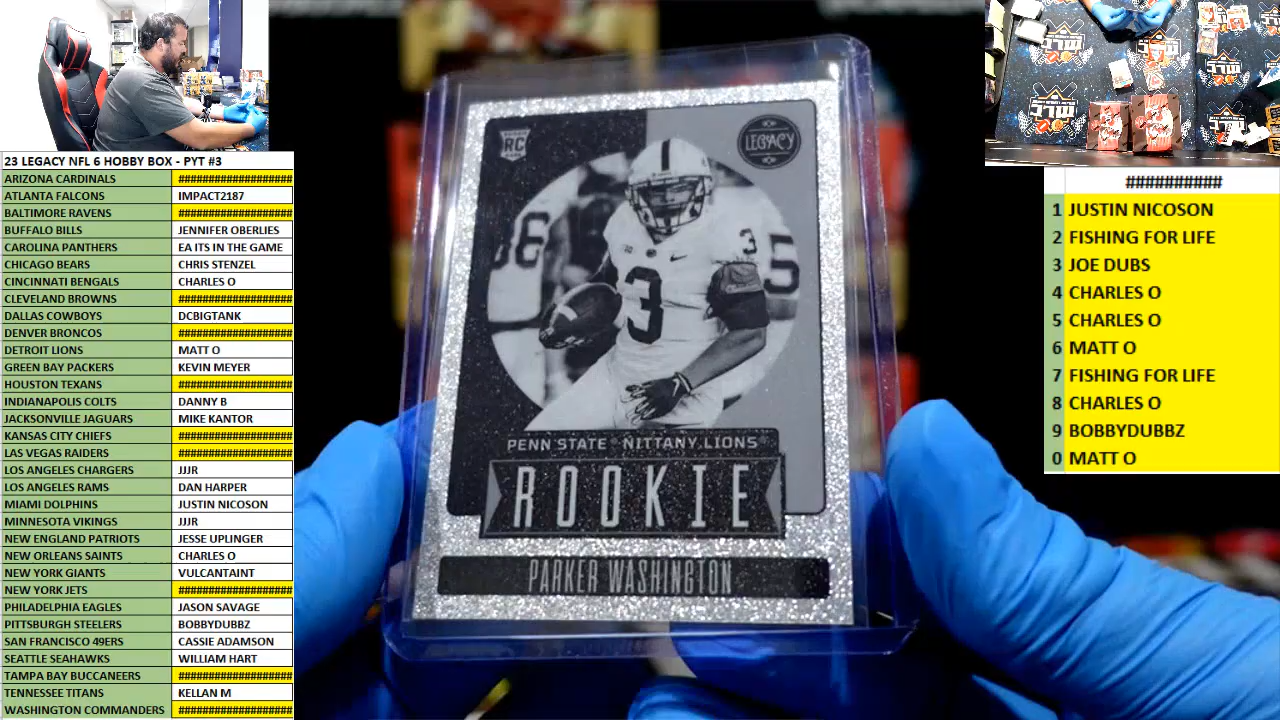 23 LEGACY NFL 6 HOBBY BOX - PYT #3
ARIZONA CARDINALS ####################
ATLANTA FALCONS IMPACT2187
BALTIMORE RAVENS ####################
BUFFALO BILLS JENNIFER OBERLIES
CAROLINA PANTHERS EA ITS IN THE GAME
CHICAGO BEARS CHRIS STENZEL
CINCINNATI BENGALS CHARLES O
CLEVELAND BROWNS ####################
DALLAS COWBOYS DCBIGTANK
DENVER BRONCOS ####################
DETROIT LIONS MATT O
GREEN BAY PACKERS KEVIN MEYER
HOUSTON TEXANS ####################
INDIANAPOLIS COLTS DANNY B
JACKSONVILLE JAGUARS MIKE KANTOR
KANSAS CITY CHIEFS ####################
LAS VEGAS RAIDERS ####################
LOS ANGELES CHARGERS JJJR
LOS ANGELES RAMS DAN HARPER
MIAMI DOLPHINS JUSTIN NICOSON
MINNESOTA VIKINGS JJJR
NEW ENGLAND PATRIOTS JESSE UPLINGER
NEW ORLEANS SAINTS CHARLES O
NEW YORK GIANTS VULCANTAINT
NEW YORK JETS ####################
PHILADELPHIA EAGLES JASON SAVAGE
PITTSBURGH STEELERS BOBBYDUBBZ
SAN FRANCISCO 49ERS CASSIE ADAMSON
SEATTLE SEAHAWKS WILLIAM HART
TAMPA BAY BUCCANEERS ####################
TENNESSEE TITANS KELLAN M
WASHINGTON COMMANDERS ####################
RC
LEGACY
36
3
5
3
PENN STATE® NITTANY LIONS®
ROOKIE
PARKER WASHINGTON
##########
1 JUSTIN NICOSON
2 FISHING FOR LIFE
3 JOE DUBS
4 CHARLES O
5 CHARLES O
6 MATT O
7 FISHING FOR LIFE
8 CHARLES O
9 BOBBYDUBBZ
0 MATT O